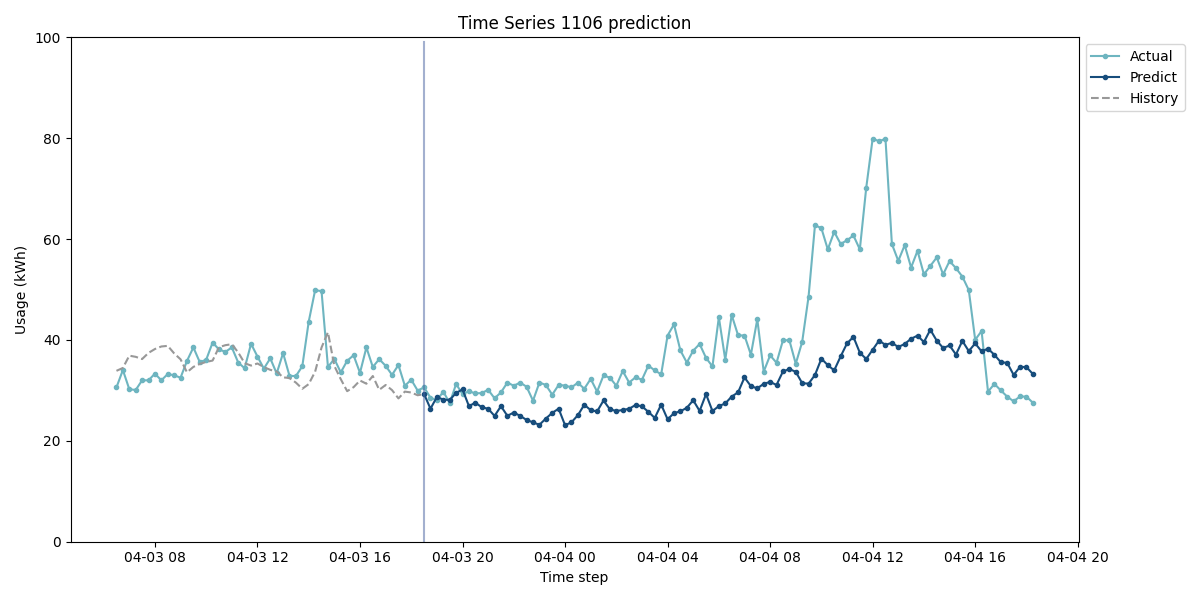 Time Series 1106 prediction
Usage (kWh)
100
80
60
40
20
0
04-03 08
04-03 12
04-03 16
04-03 20
04-04 00
04-04 04
04-04 08
04-04 12
04-04 16
04-04 20
Time step
Actual
Predict
History